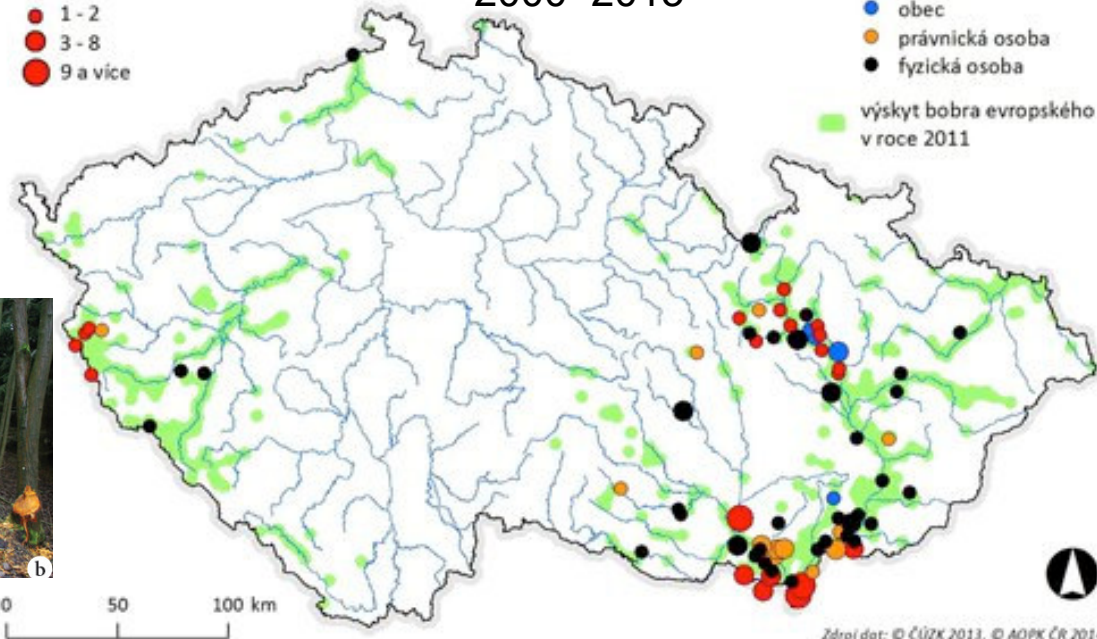 1 - 2
3 - 8
9 a více
obec
právnická osoba
fyzická osoba
výskyt bobra evropského
v roce 2011
b
0 50 100 km
Zdroj dat: © ČÚZK 2013, © AOPK ČR